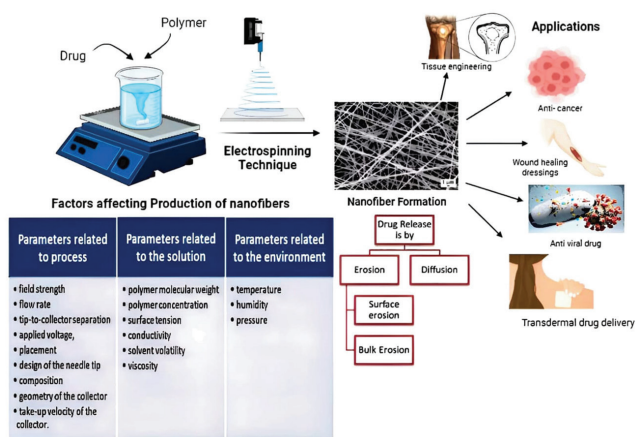 Polymer
Drug
Electrospinning
Technique
Applications
Tissue engineering
Anti- cancer
Wound healing
dressings
Anti viral drug
Transdermal drug delivery
1 µm
Nanofiber Formation
Drug Release
is by
Erosion
Diffusion
Surface
erosion
Bulk Erosion
Factors affecting Production of nanofibers
Parameters related
to process
• field strength
• flow rate
• tip-to-collector separation
• applied voltage,
• placement
• design of the needle tip
• composition
• geometry of the collector
• take-up velocity of the
collector.
Parameters related
to the solution
• polymer molecular weight
• polymer concentration
• surface tension
• conductivity
• solvent volatility
• viscosity
Parameters related
to the environment
• temperature
• humidity
• pressure